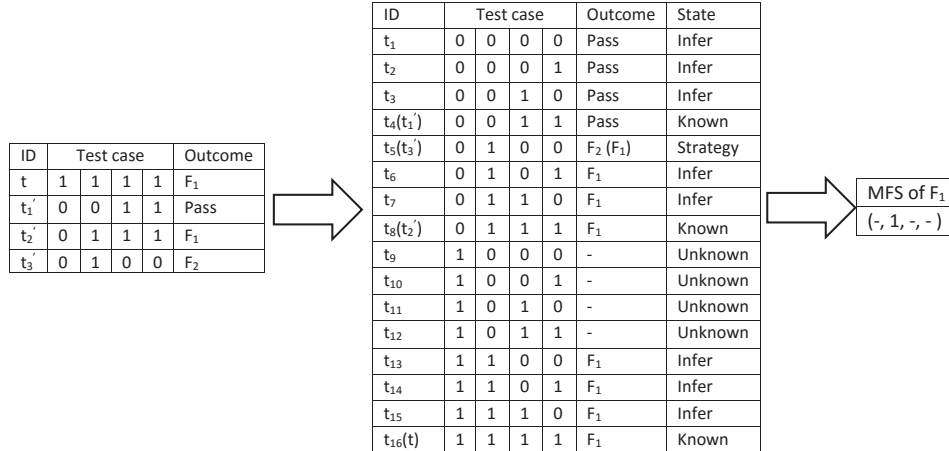 ID Test case Outcome
t 1 1 1 1 F₁
t₁' 0 0 1 1 Pass
t₂' 0 1 1 1 F₁
t₃' 0 1 0 0 F₂
ID Test case Outcome State
t₁ 0 0 0 0 Pass Infer
t₂ 0 0 0 1 Pass Infer
t₃ 0 0 1 0 Pass Infer
t₄(t₁') 0 0 1 1 Pass Known
t₅(t₃') 0 1 0 0 F₂ (F₁) Strategy
t₆ 0 1 0 1 F₁ Infer
t₇ 0 1 1 0 F₁ Infer
t₈(t₂') 0 1 1 1 F₁ Known
t₉ 1 0 0 0 - Unknown
t₁₀ 1 0 0 1 - Unknown
t₁₁ 1 0 1 0 - Unknown
t₁₂ 1 0 1 1 - Unknown
t₁₃ 1 1 0 0 F₁ Infer
t₁₄ 1 1 0 1 F₁ Infer
t₁₅ 1 1 1 0 F₁ Infer
t₁₆(t) 1 1 1 1 F₁ Known
MFS of F₁
(-, 1, -, - )